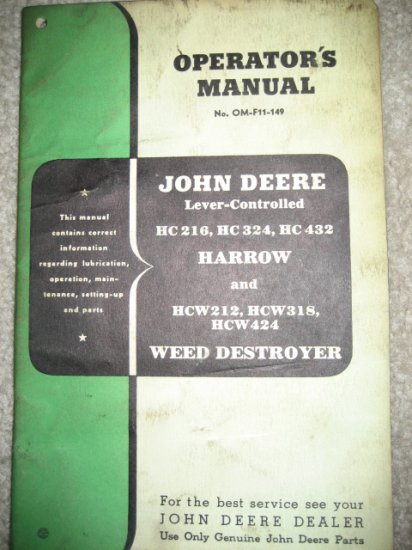 OPERATOR'S
MANUAL
No. OM-F11-149
This manual
contains correct
information
regarding lubrication,
operation, main-
tenance, setting-up
and parts
JOHN DEERE
Lever-Controlled
HC 216, HC 324, HC 432
HARROW
and
HCW212, HCW318,
HCW424
WEED DESTROYER
For the best service see your
JOHN DEERE DEALER
Use Only Genuine John Deere Parts